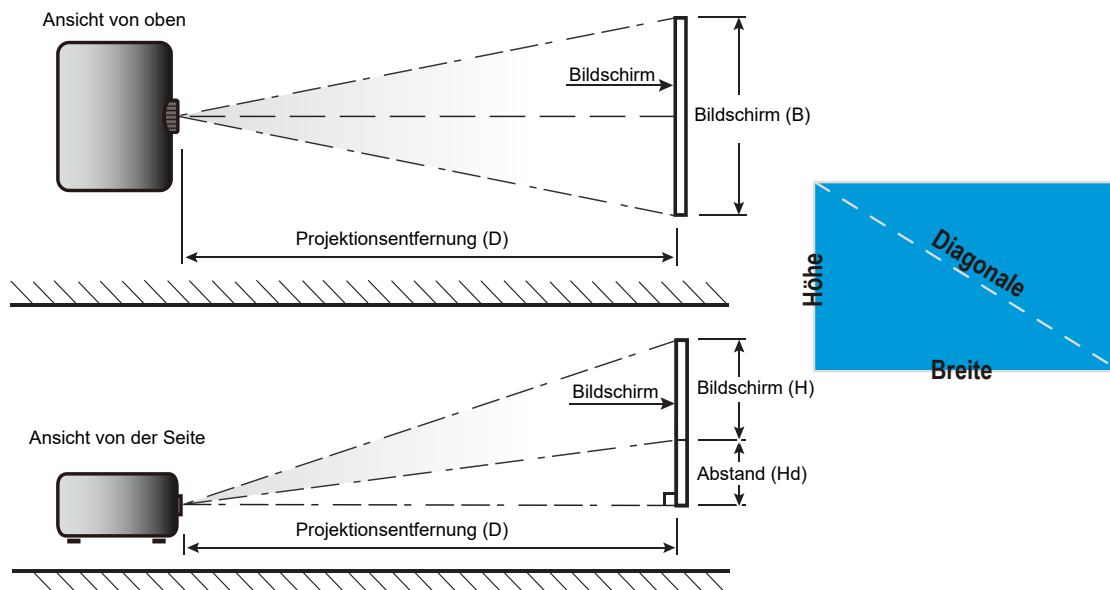 Ansicht von oben
Bildschirm
Bildschirm (B)
Projektionsentfernung (D)
Höhe
Diagonale
Breite
Ansicht von der Seite
Bildschirm
Bildschirm (H)
Abstand (Hd)
Projektionsentfernung (D)